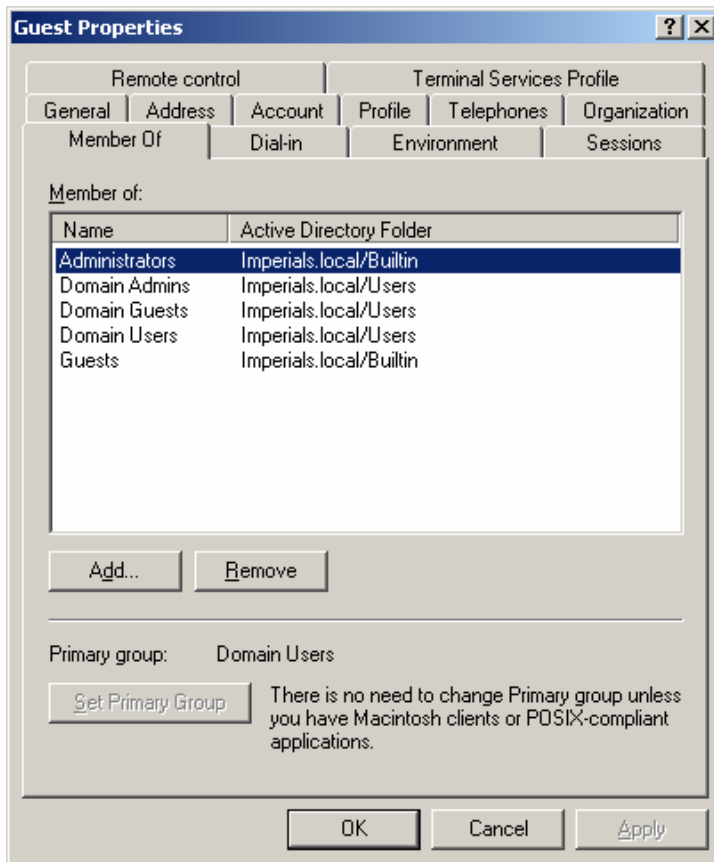 Guest Properties
Remote control Terminal Services Profile
General Address Account Profile Telephones Organization
Member Of Dial-in Environment Sessions
Member of:
Name Active Directory Folder
Administrators Imperials.local/Builtin
Domain Admins Imperials.local/Users
Domain Guests Imperials.local/Users
Domain Users Imperials.local/Users
Guests Imperials.local/Builtin
Add... Remove
Primary group: Domain Users
Set Primary Group
There is no need to change Primary group unless
you have Macintosh clients or POSIX-compliant
applications.
OK Cancel Apply